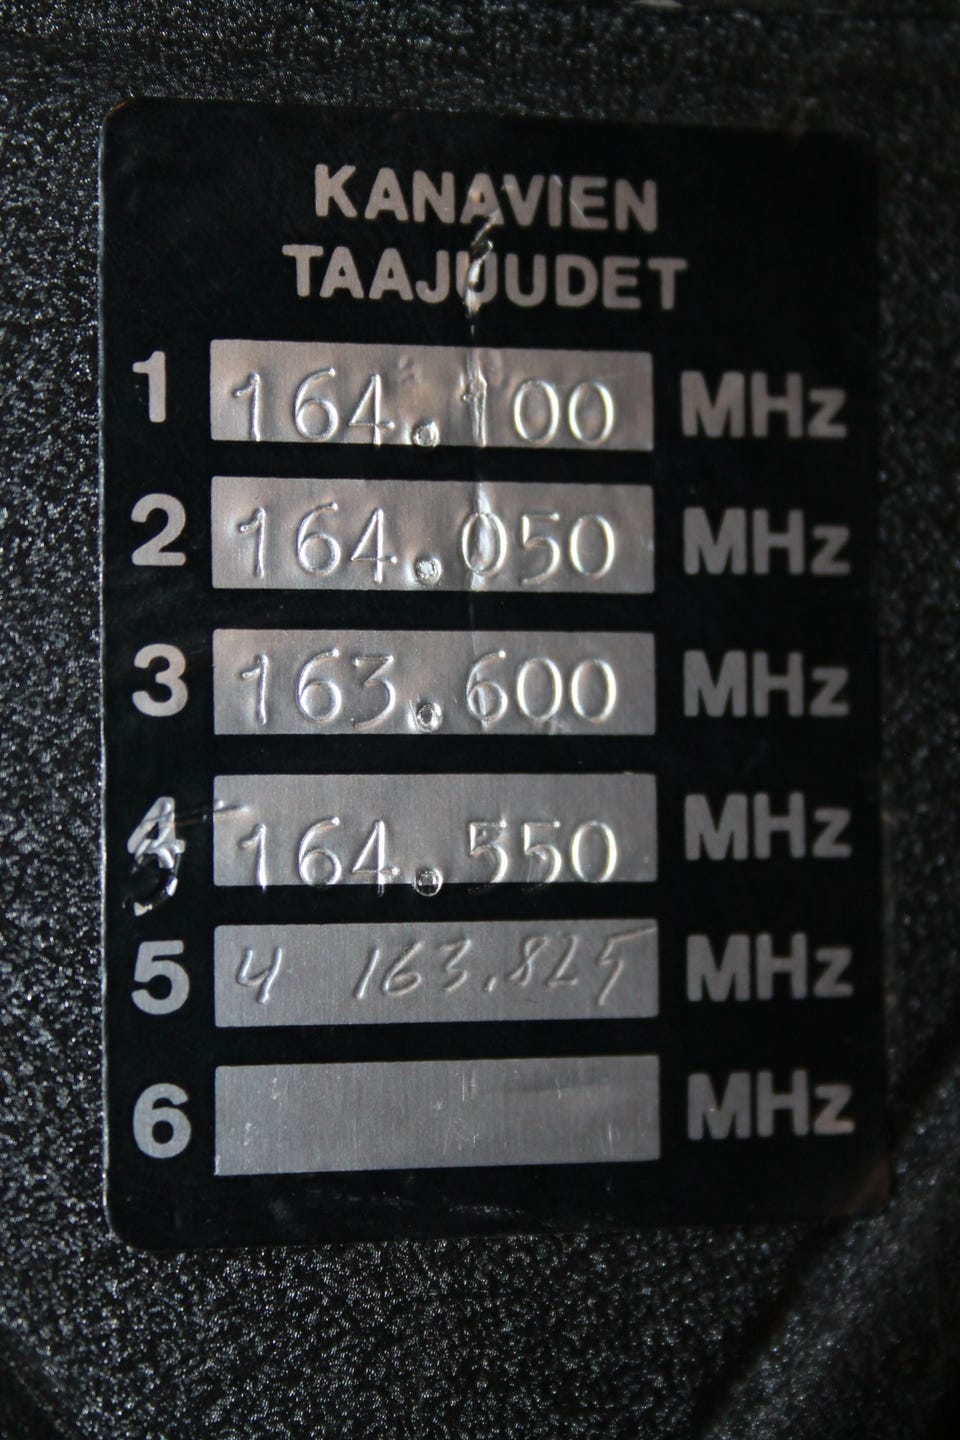 KANAVIEN
TAAJUUDET
1 164.100 MHz
2 164.050 MHz
3 163.600 MHz
4 164.550 MHz
5 4 163.825 MHz
6 MHz